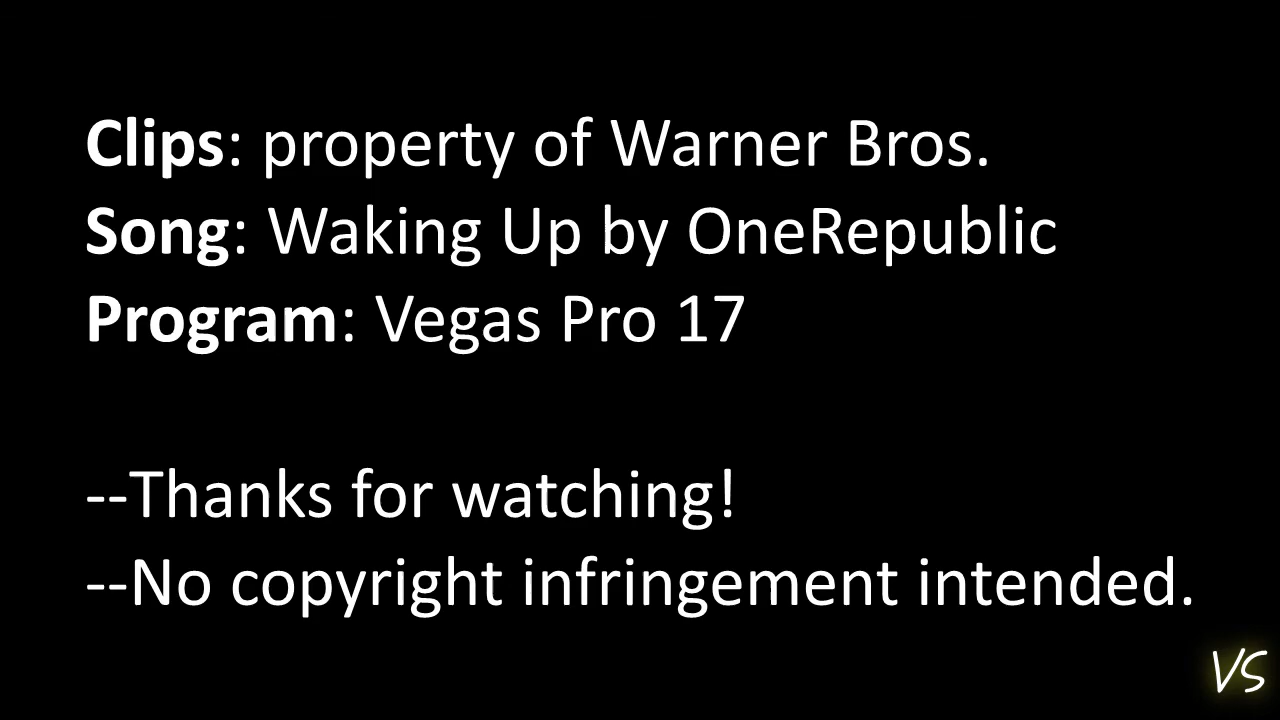 Clips: property of Warner Bros.
Song: Waking Up by OneRepublic
Program: Vegas Pro 17
--Thanks for watching!
--No copyright infringement intended.
VS